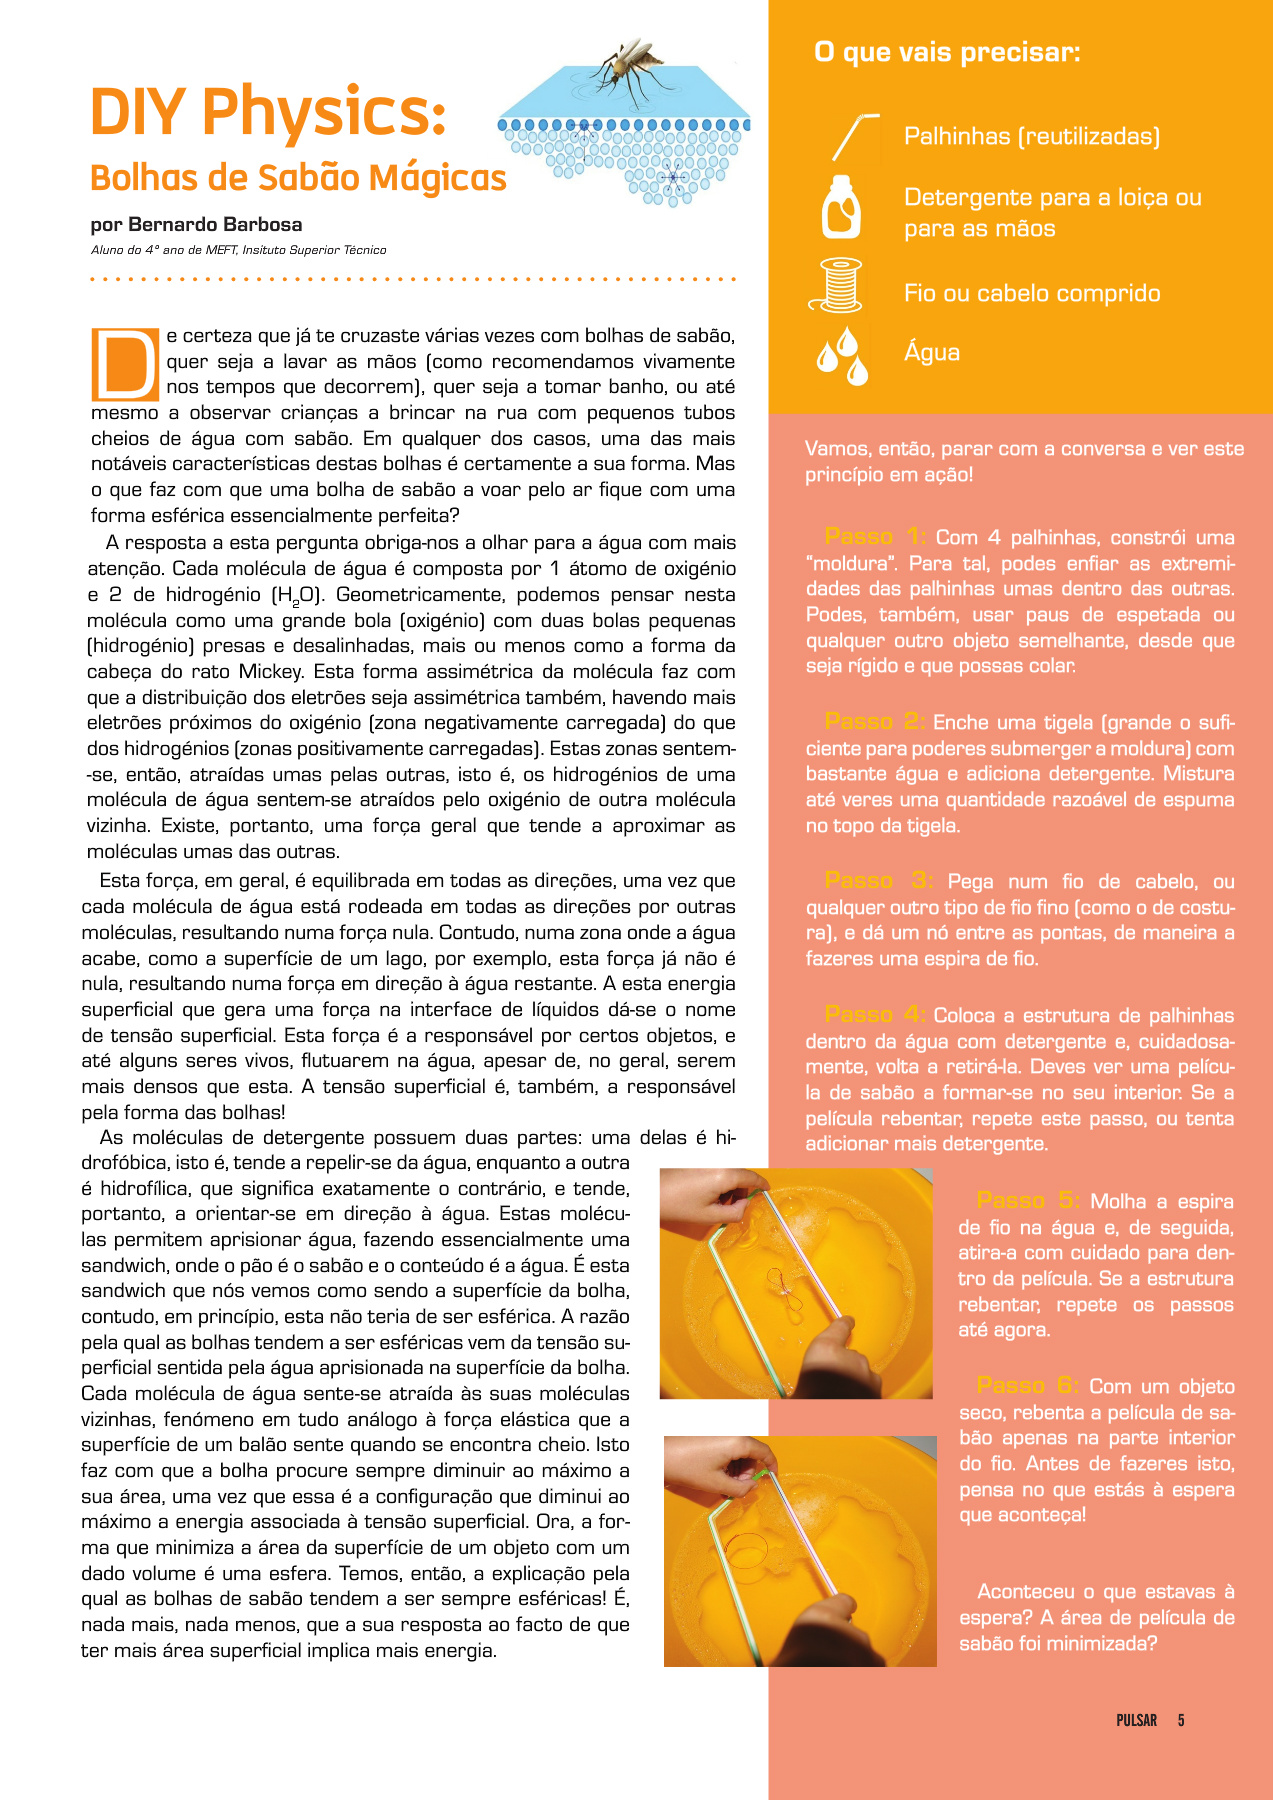 DIY Physics:
Bolhas de Sabão Mágicas
por Bernardo Barbosa
Aluno do 4º ano de MEFT, Insituto Superior Técnico
De certeza que já te cruzaste várias vezes com bolhas de sabão,
quer seja a lavar as mãos (como recomendamos vivamente
nos tempos que decorrem), quer seja a tomar banho, ou até
mesmo a observar crianças a brincar na rua com pequenos tubos
cheios de água com sabão. Em qualquer dos casos, uma das mais
notáveis características destas bolhas é certamente a sua forma. Mas
o que faz com que uma bolha de sabão a voar pelo ar fique com uma
forma esférica essencialmente perfeita?
A resposta a esta pergunta obriga-nos a olhar para a água com mais
atenção. Cada molécula de água é composta por 1 átomo de oxigénio
e 2 de hidrogénio (H2O). Geometricamente, podemos pensar nesta
molécula como uma grande bola (oxigénio) com duas bolas pequenas
(hidrogénio) presas e desalinhadas, mais ou menos como a forma da
cabeça do rato Mickey. Esta forma assimétrica da molécula faz com
que a distribuição dos eletrões seja assimétrica também, havendo mais
eletrões próximos do oxigénio (zona negativamente carregada) do que
dos hidrogénios (zonas positivamente carregadas). Estas zonas sentem-
-se, então, atraídas umas pelas outras, isto é, os hidrogénios de uma
molécula de água sentem-se atraídos pelo oxigénio de outra molécula
vizinha. Existe, portanto, uma força geral que tende a aproximar as
moléculas umas das outras.
Esta força, em geral, é equilibrada em todas as direções, uma vez que
cada molécula de água está rodeada em todas as direções por outras
moléculas, resultando numa força nula. Contudo, numa zona onde a água
acabe, como a superfície de um lago, por exemplo, esta força já não é
nula, resultando numa força em direção à água restante. A esta energia
superficial que gera uma força na interface de líquidos dá-se o nome
de tensão superficial. Esta força é a responsável por certos objetos, e
até alguns seres vivos, flutuarem na água, apesar de, no geral, serem
mais densos que esta. A tensão superficial é, também, a responsável
pela forma das bolhas!
As moléculas de detergente possuem duas partes: uma delas é hi-
drofóbica, isto é, tende a repelir-se da água, enquanto a outra
é hidrofílica, que significa exatamente o contrário, e tende,
portanto, a orientar-se em direção à água. Estas molécu-
las permitem aprisionar água, fazendo essencialmente uma
sandwich, onde o pão é o sabão e o conteúdo é a água. É esta
sandwich que nós vemos como sendo a superfície da bolha,
contudo, em princípio, esta não teria de ser esférica. A razão
pela qual as bolhas tendem a ser esféricas vem da tensão su-
perficial sentida pela água aprisionada na superfície da bolha.
Cada molécula de água sente-se atraída às suas moléculas
vizinhas, fenómeno em tudo análogo à força elástica que a
superfície de um balão sente quando se encontra cheio. Isto
faz com que a bolha procure sempre diminuir ao máximo a
sua área, uma vez que essa é a configuração que diminui ao
máximo a energia associada à tensão superficial. Ora, a for-
ma que minimiza a área da superfície de um objeto com um
dado volume é uma esfera. Temos, então, a explicação pela
qual as bolhas de sabão tendem a ser sempre esféricas! É,
nada mais, nada menos, que a sua resposta ao facto de que
ter mais área superficial implica mais energia.
O que vais precisar:
Palhinhas (reutilizadas)
Detergente para a loiça ou
para as mãos
Fio ou cabelo comprido
Água
Vamos, então, parar com a conversa e ver este
princípio em ação!
Passo 1: Com 4 palhinhas, constrói uma
“moldura”. Para tal, podes enfiar as extremi-
dades das palhinhas umas dentro das outras.
Podes, também, usar paus de espetada ou
qualquer outro objeto semelhante, desde que
seja rígido e que possas colar.
Passo 2: Enche uma tigela (grande o sufi-
ciente para poderes submerger a moldura) com
bastante água e adiciona detergente. Mistura
até veres uma quantidade razoável de espuma
no topo da tigela.
Passo 3: Pega num fio de cabelo, ou
qualquer outro tipo de fio fino (como o de costu-
ra), e dá um nó entre as pontas, de maneira a
fazeres uma espira de fio.
Passo 4: Coloca a estrutura de palhinhas
dentro da água com detergente e, cuidadosa-
mente, volta a retirá-la. Deves ver uma pelícu-
la de sabão a formar-se no seu interior. Se a
película rebentar, repete este passo, ou tenta
adicionar mais detergente.
Passo 5: Molha a espira
de fio na água e, de seguida,
atira-a com cuidado para den-
tro da película. Se a estrutura
rebentar, repete os passos
até agora.
Passo 6: Com um objeto
seco, rebenta a película de sa-
bão apenas na parte interior
do fio. Antes de fazeres isto,
pensa no que estás à espera
que aconteça!
Aconteceu o que estavas à
espera? A área de película de
sabão foi minimizada?
PULSAR 5